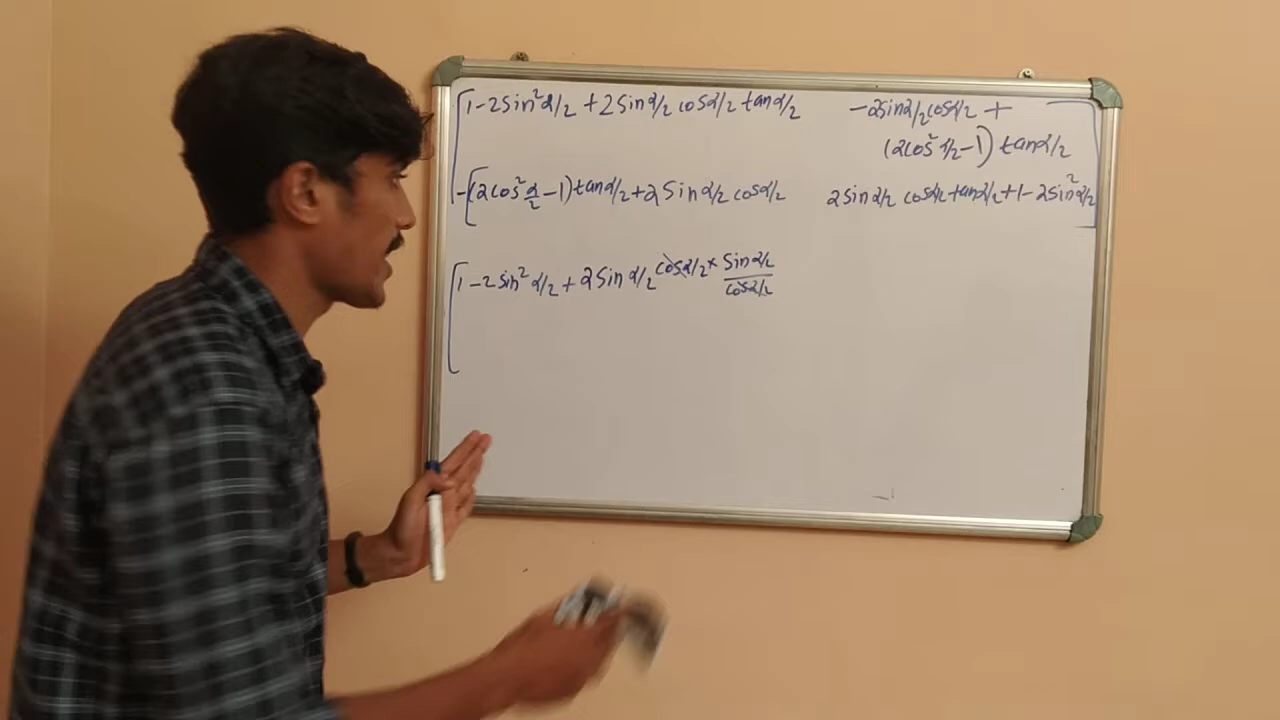 1-2sin²α/2 + 2sinα/2 cosα/2 tanα/2 -2sinα/2 cosα/2 +
(2cos²α/2-1) tanα/2
-(2cos²α/2-1)tanα/2+2sinα/2 cosα/2 2sinα/2 cosα/2 tanα/2+1-2sin²α/2
1-2sin²α/2+2sinα/2 cosα/2 × sinα/2
cosα/2